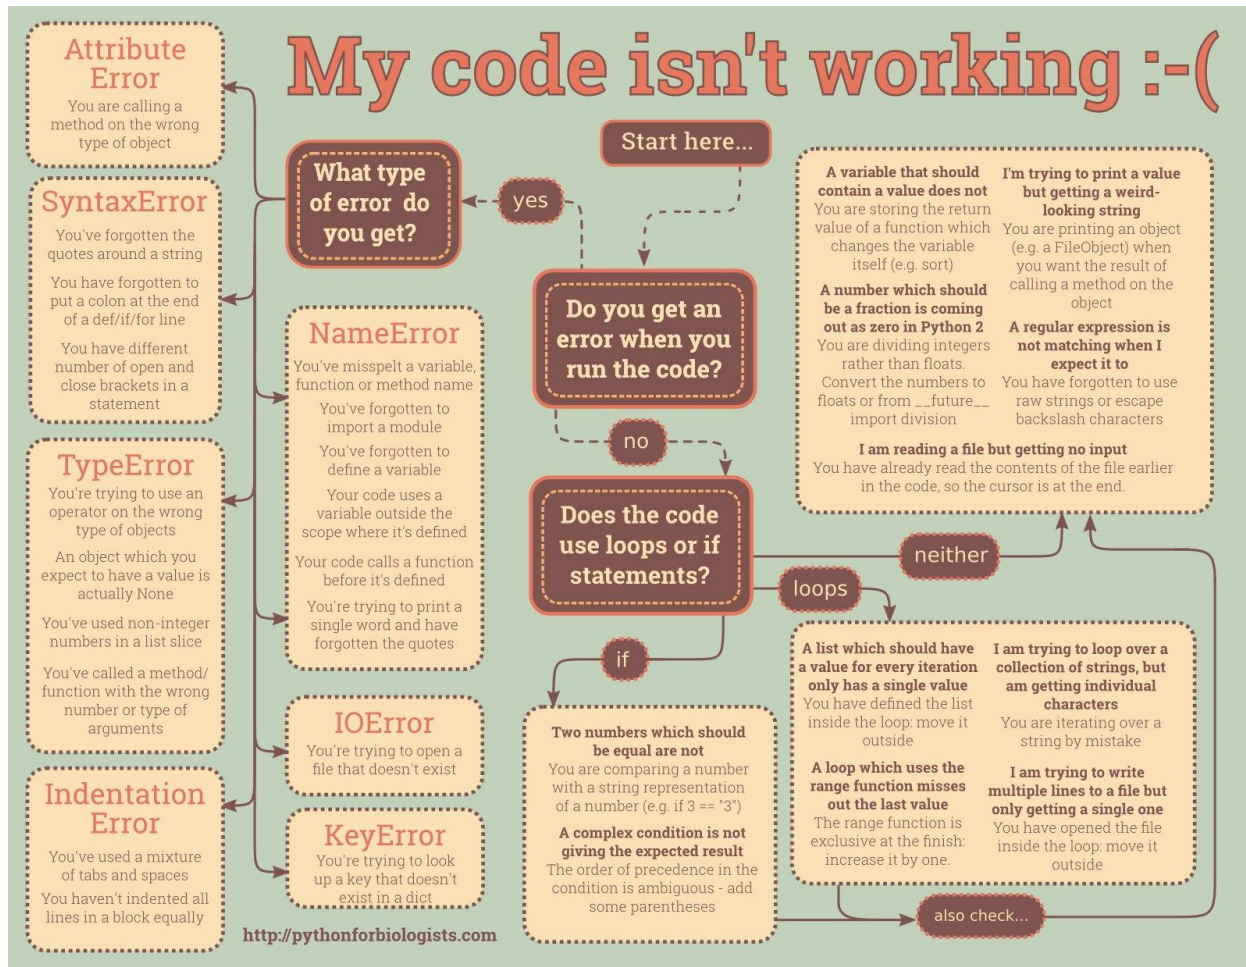 My code isn't working :-(
Start here...
Do you get an
error when you
run the code?
yes
What type
of error do
you get?
Attribute
Error
You are calling a
method on the wrong
type of object
SyntaxError
You've forgotten the
quotes around a string
You have forgotten to
put a colon at the end
of a def/if/for line
You have different
number of open and
close brackets in a
statement
TypeError
You're trying to use an
operator on the wrong
type of objects
An object which you
expect to have a value is
actually None
You've used non-integer
numbers in a list slice
You've called a method/
function with the wrong
number or type of
arguments
Indentation
Error
You've used a mixture
of tabs and spaces
You haven't indented all
lines in a block equally
NameError
You've misspelt a variable,
function or method name
You've forgotten to
import a module
You've forgotten to
define a variable
Your code uses a
variable outside the
scope where it's defined
Your code calls a function
before it's defined
You're trying to print a
single word and have
forgotten the quotes
IOError
You're trying to open a
file that doesn't exist
KeyError
You're trying to look
up a key that doesn't
exist in a dict
no
Does the code
use loops or if
statements?
neither
A variable that should
contain a value does not
You are storing the return
value of a function which
changes the variable
itself (e.g. sort)
A number which should
be a fraction is coming
out as zero in Python 2
You are dividing integers
rather than floats.
Convert the numbers to
floats or from __future__
import division
I'm trying to print a value
but getting a weird-
looking string
You are printing an object
(e.g. a FileObject) when
you want the result of
calling a method on the
object
A regular expression is
not matching when I
expect it to
You have forgotten to use
raw strings or escape
backslash characters
I am reading a file but getting no input
You have already read the contents of the file earlier
in the code, so the cursor is at the end.
loops
A list which should have
a value for every iteration
only has a single value
You have defined the list
inside the loop: move it
outside
A loop which uses the
range function misses
out the last value
The range function is
exclusive at the finish:
increase it by one.
I am trying to loop over a
collection of strings, but
am getting individual
characters
You are iterating over a
string by mistake
I am trying to write
multiple lines to a file but
only getting a single one
You have opened the file
inside the loop: move it
outside
if
Two numbers which should
be equal are not
You are comparing a number
with a string representation
of a number (e.g. if 3 == "3")
A complex condition is not
giving the expected result
The order of precedence in the
condition is ambiguous - add
some parentheses
also check...
http://pythonforbiologists.com